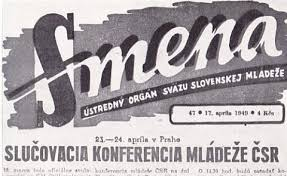 Smena
ÚSTREDNÝ ORGÁN SVÄZU SLOVENSKEJ MLÁDEŽE
47 • 17. apríla 1949 • 4 Kčs
23.—24. apríla v Prahe
SLUČOVACIA KONFERENCIA MLÁDEŽE ČSR